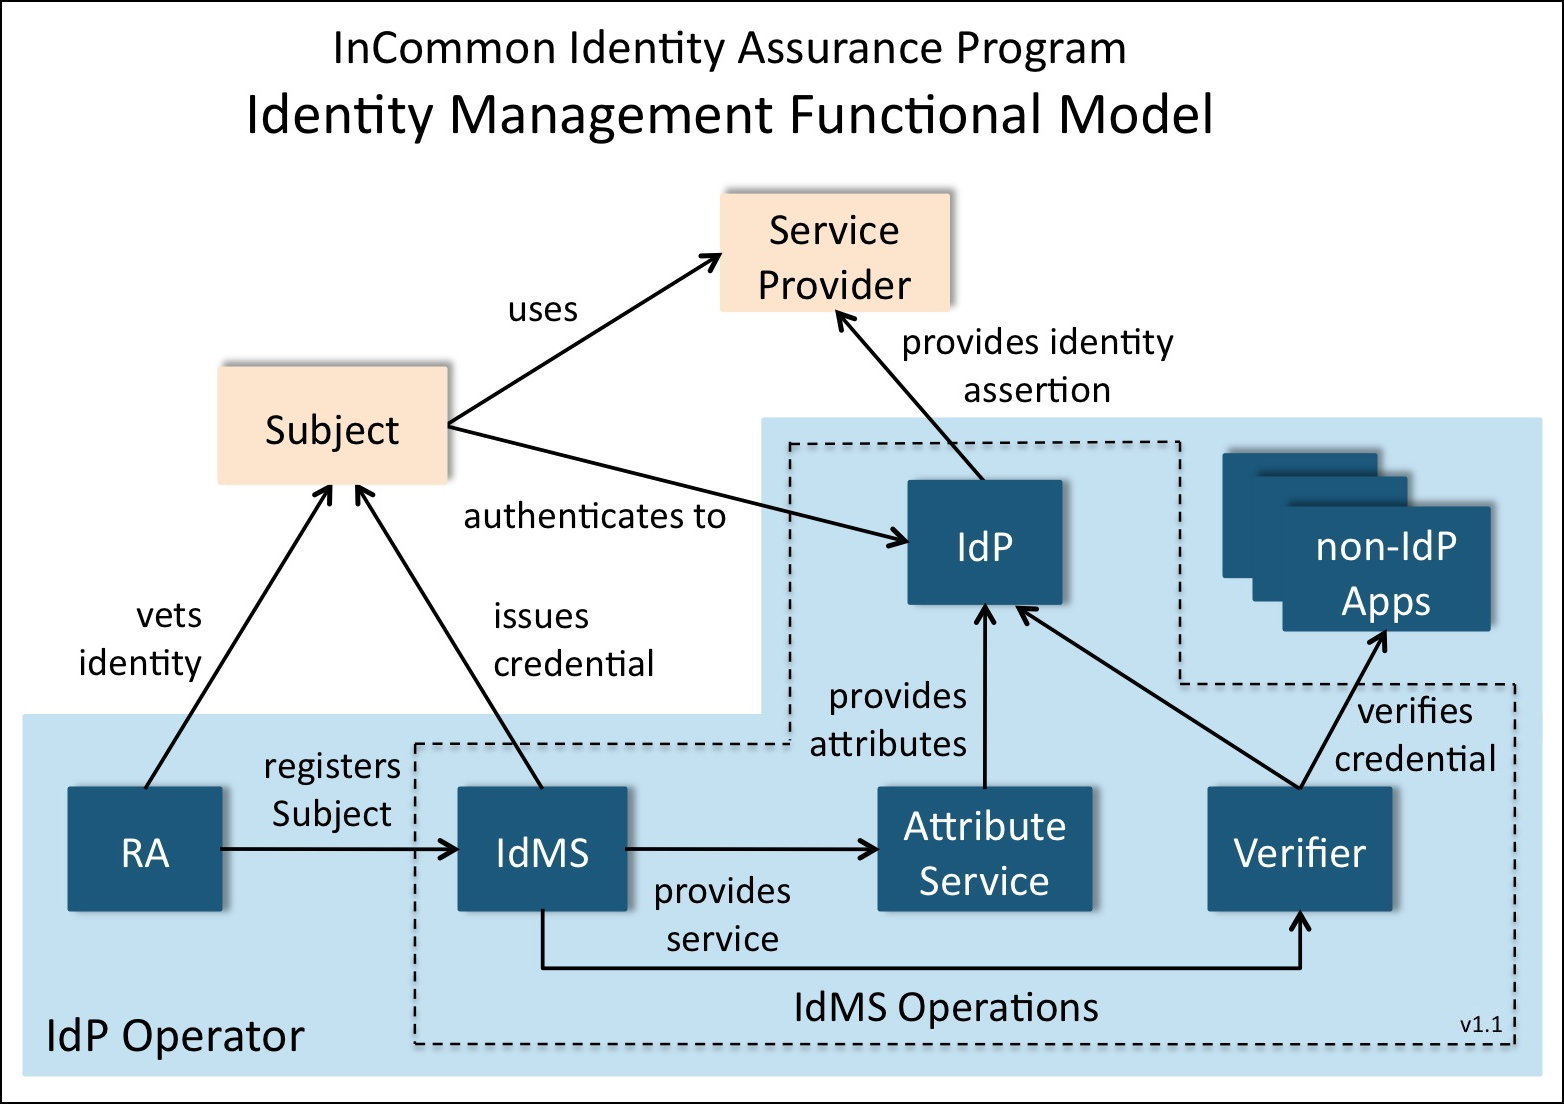 InCommon Identity Assurance Program
Identity Management Functional Model
Service
Provider
uses
provides identity
assertion
Subject
authenticates to
IdP
non-IdP
Apps
vets
identity
issues
credential
provides
attributes
verifies
credential
registers
Subject
RA
IdMS
Attribute
Service
Verifier
provides
service
IdMS Operations
v1.1
IdP Operator